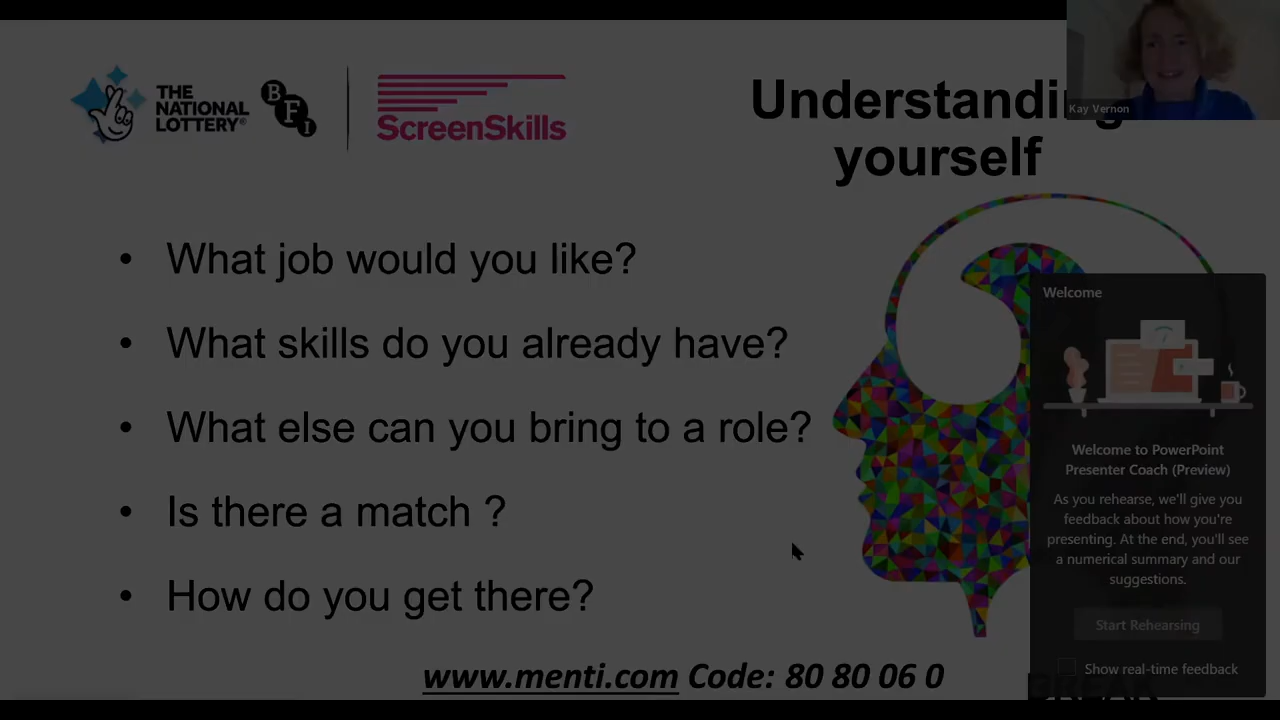 THE
NATIONAL
LOTTERY®
BFI
ScreenSkills
Understanding
yourself
Kay Vernon
• What job would you like?
• What skills do you already have?
• What else can you bring to a role?
• Is there a match ?
• How do you get there?
www.menti.com Code: 80 80 06 0
Welcome
Welcome to PowerPoint
Presenter Coach (Preview)
As you rehearse, we'll give you
feedback about how you're
presenting. At the end, you'll see
a numerical summary and our
suggestions.
Start Rehearsing
Show real-time feedback
BREAK